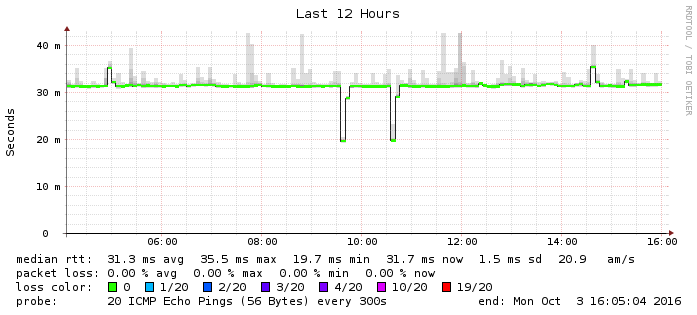 Last 12 Hours
RRDTOOL / TOBI OETIKER
Seconds
40 m
30 m
20 m
10 m
0
06:00 08:00 10:00 12:00 14:00 16:00
median rtt: 31.3 ms avg 35.5 ms max 19.7 ms min 31.7 ms now 1.5 ms sd 20.9 am/s
packet loss: 0.00 % avg 0.00 % max 0.00 % min 0.00 % now
loss color: 0 1/20 2/20 3/20 4/20 10/20 19/20
probe: 20 ICMP Echo Pings (56 Bytes) every 300s end: Mon Oct 3 16:05:04 2016